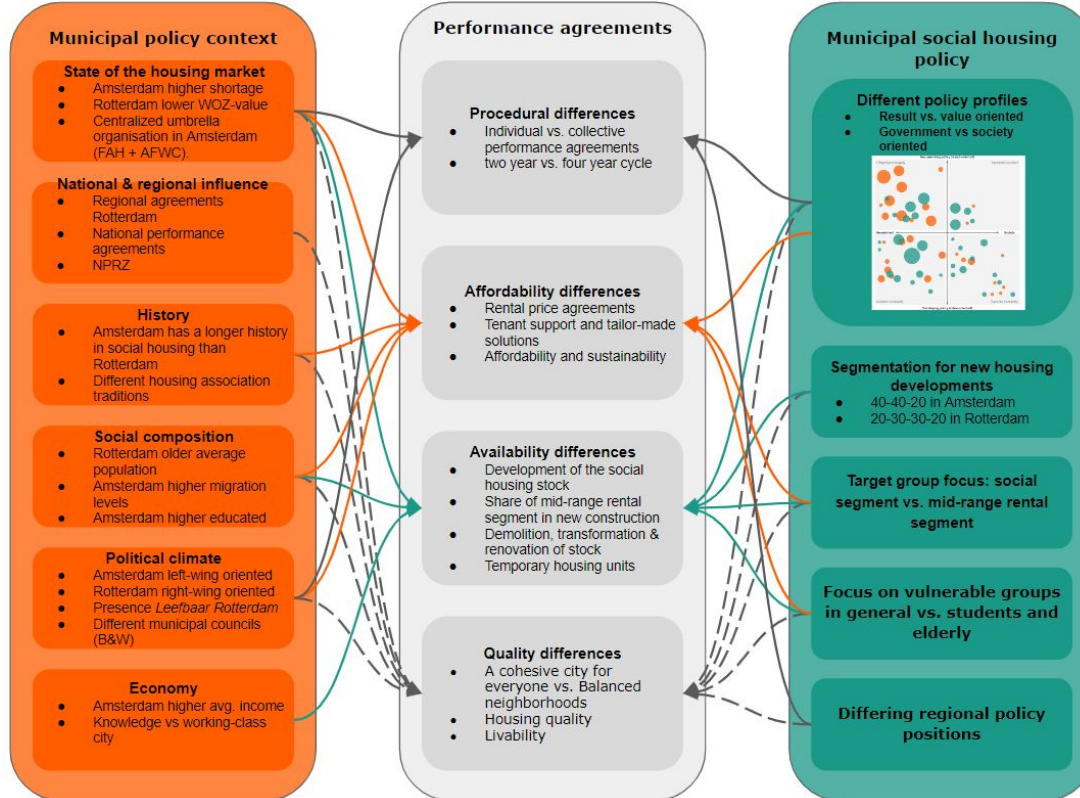 Municipal policy context
State of the housing market
● Amsterdam higher shortage
● Rotterdam lower WOZ-value
● Centralized umbrella
organisation in Amsterdam
(FAH + AFWC).
National & regional influence
● Regional agreements
Rotterdam
● National performance
agreements
● NPRZ
History
● Amsterdam has a longer history
in social housing than
Rotterdam
● Different housing association
traditions
Social composition
● Rotterdam older average
population
● Amsterdam higher migration
levels
● Amsterdam higher educated
Political climate
● Amsterdam left-wing oriented
● Rotterdam right-wing oriented
● Presence Leefbaar Rotterdam
● Different municipal councils
(B&W)
Economy
● Amsterdam higher avg. income
● Knowledge vs working-class
city
Performance agreements
Procedural differences
● Individual vs. collective
performance agreements
● two year vs. four year cycle
Affordability differences
● Rental price agreements
● Tenant support and tailor-made
solutions
● Affordability and sustainability
Availability differences
● Development of the social
housing stock
● Share of mid-range rental
segment in new construction
● Demolition, transformation &
renovation of stock
● Temporary housing units
Quality differences
● A cohesive city for
everyone vs. Balanced
neighborhoods
● Housing quality
● Livability
Municipal social housing
policy
Different policy profiles
● Result vs. value oriented
● Government vs society
oriented
Segmentation for new housing
developments
● 40-40-20 in Amsterdam
● 20-30-30-20 in Rotterdam
Target group focus: social
segment vs. mid-range rental
segment
Focus on vulnerable groups
in general vs. students and
elderly
Differing regional policy
positions